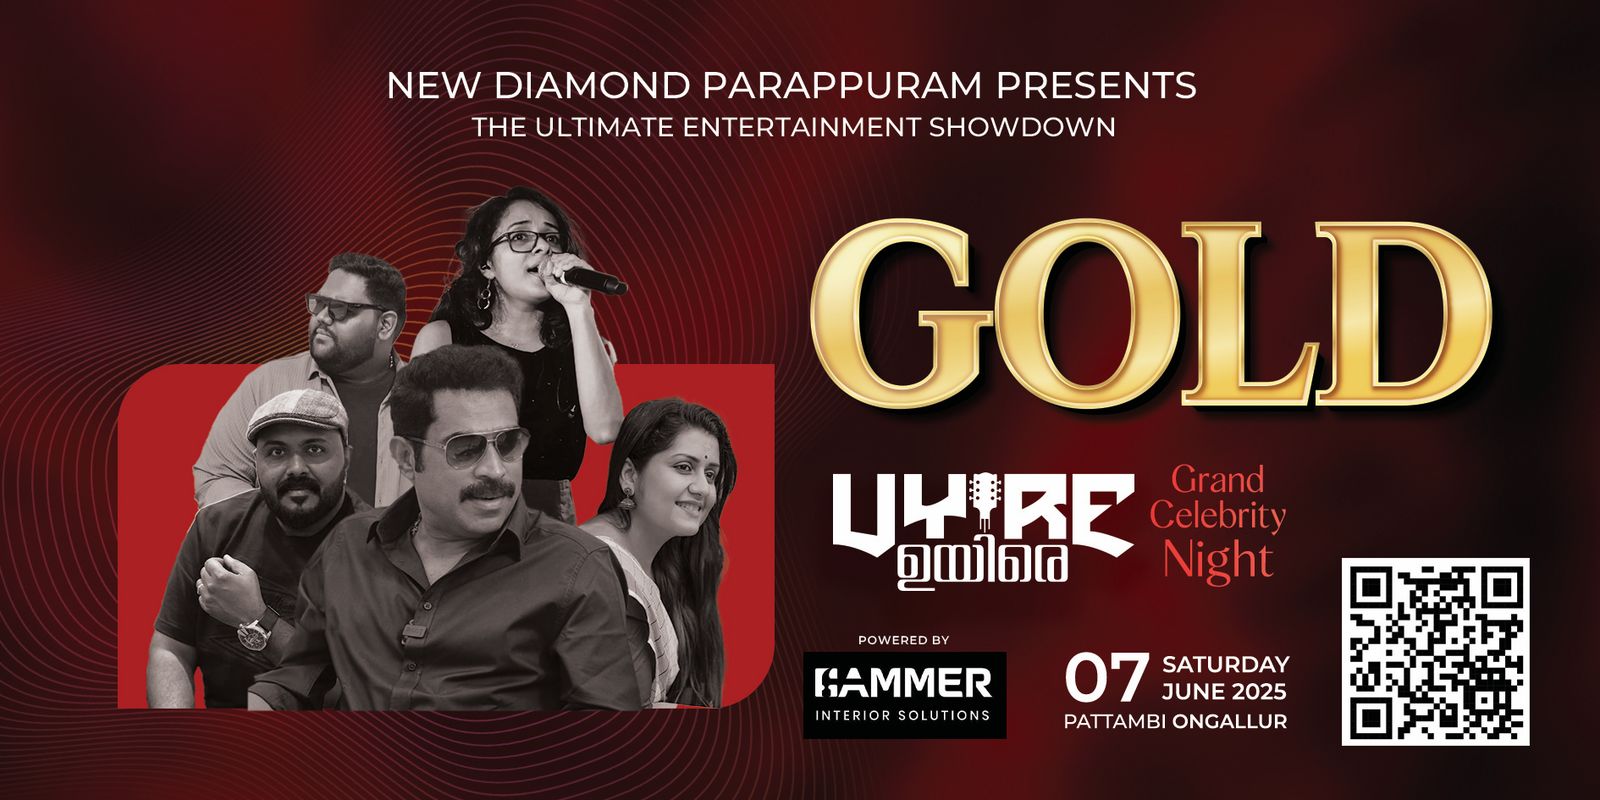 NEW DIAMOND PARAPPURAM PRESENTS
THE ULTIMATE ENTERTAINMENT SHOWDOWN
GOLD
UYIRE
ഉയിരെ
Grand
Celebrity
Night
POWERED BY
HAMMER
INTERIOR SOLUTIONS
07 SATURDAY
JUNE 2025
PATTAMBI ONGALLUR